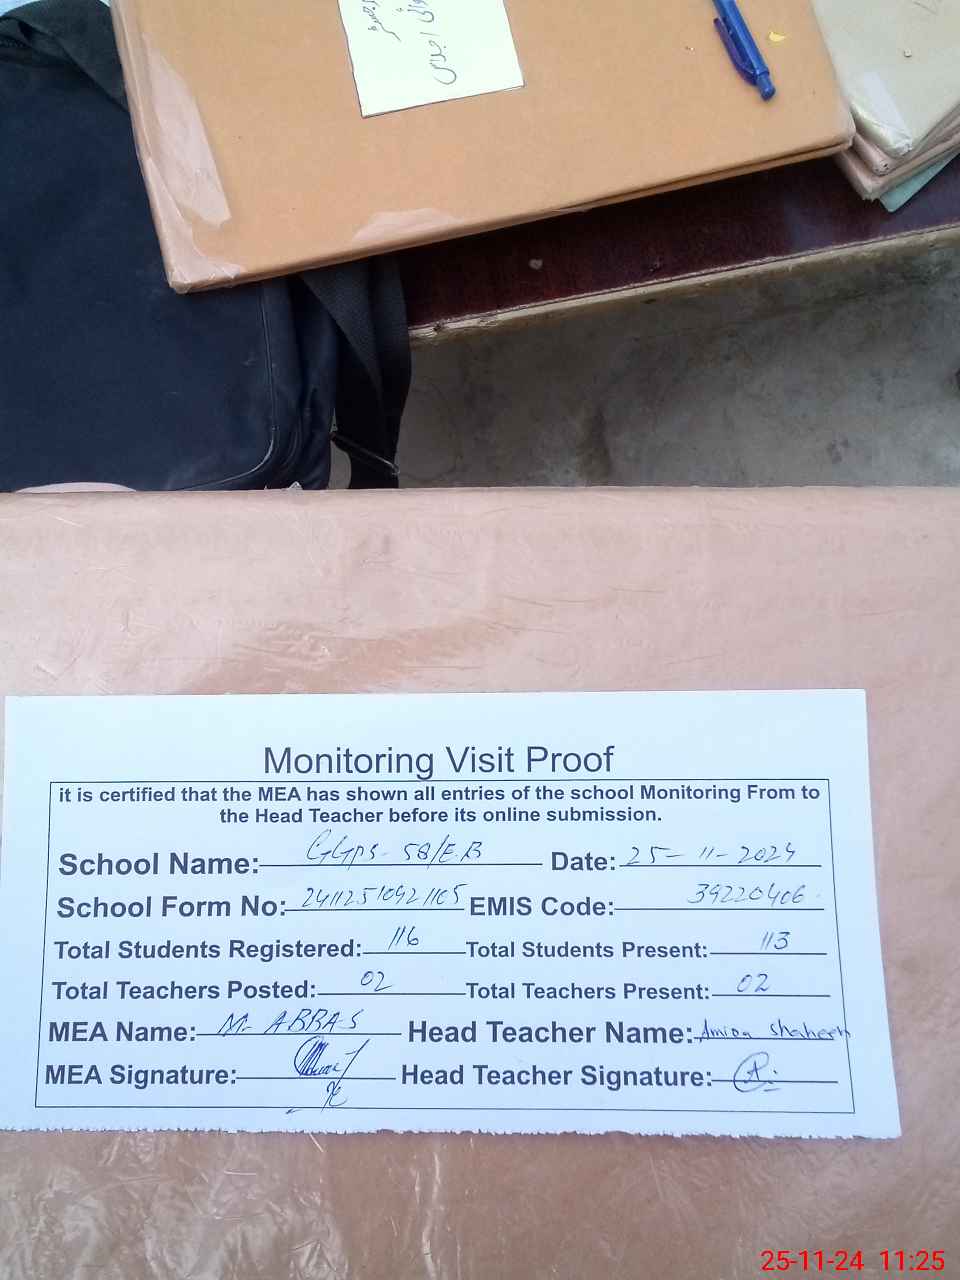 اجلاس
Monitoring Visit Proof
it is certified that the MEA has shown all entries of the school Monitoring From to
the Head Teacher before its online submission.
School Name: GGPS- 58/E.B Date: 25-11-2024
School Form No: 2411251092 1105 EMIS Code: 39220406
Total Students Registered: 116 Total Students Present: 113
Total Teachers Posted: 02 Total Teachers Present: 02
MEA Name: M- ABBAS Head Teacher Name: Amina Shaheen
MEA Signature: Head Teacher Signature:
25-11-24 11:25